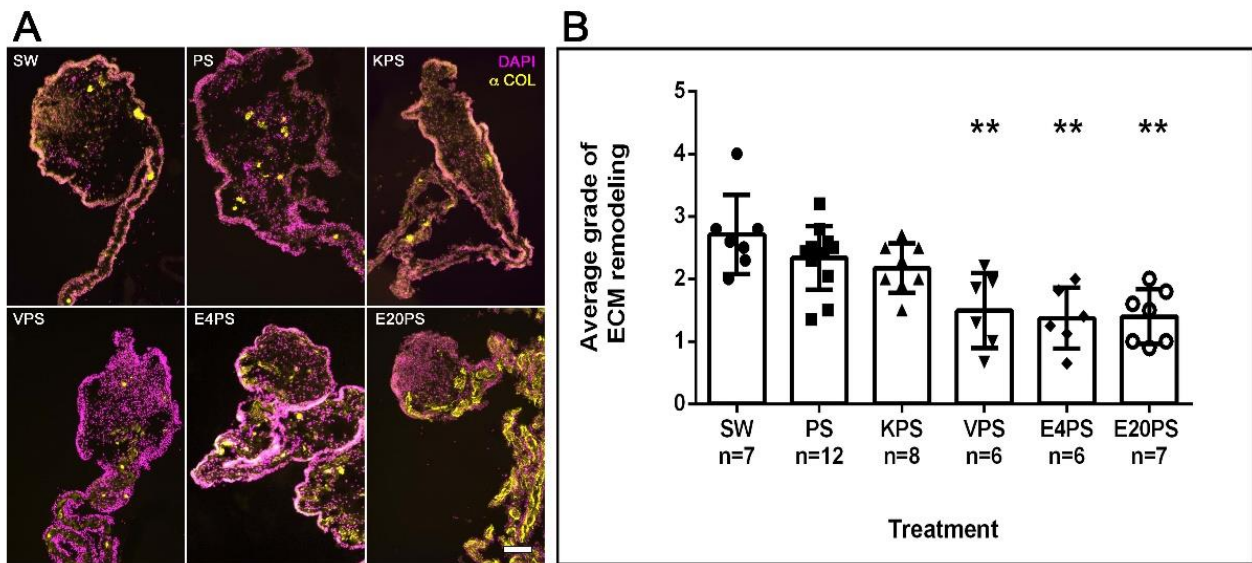 A
SW
PS
KPS
DAPI
α COL
VPS
E4PS
E20PS
B
Average grade of
ECM remodeling
5
4
3
2
1
0
** ** **
SW PS KPS VPS E4PS E20PS
n=7 n=12 n=8 n=6 n=6 n=7
Treatment